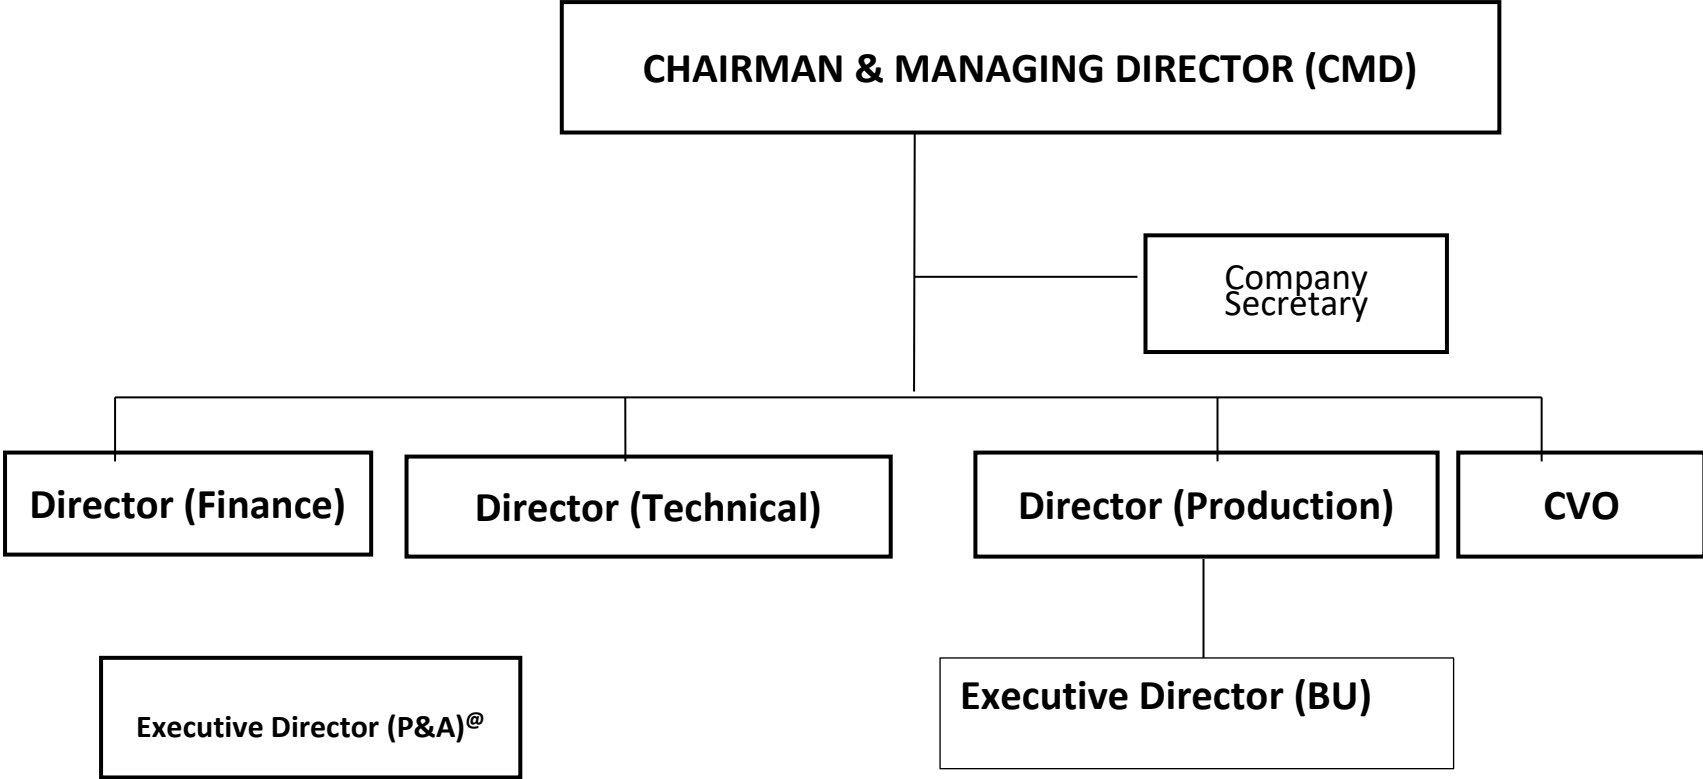 CHAIRMAN & MANAGING DIRECTOR (CMD)
Company
Secretary
Director (Finance)
Director (Technical)
Director (Production)
CVO
Executive Director (P&A)@
Executive Director (BU)